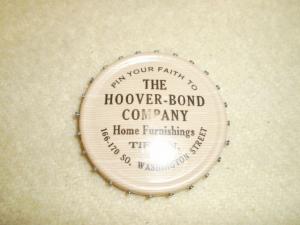 PIN YOUR FAITH TO
THE
HOOVER-BOND
COMPANY
Home Furnishings
166-170 SO. WASHINGTON STREET